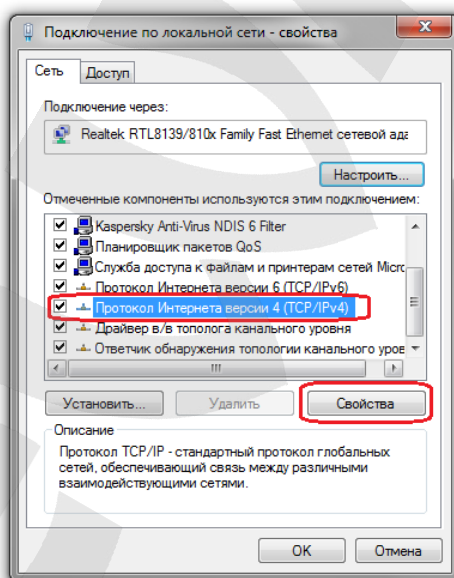 Подключение по локальной сети - свойства
Сеть
Доступ
Подключение через:
Realtek RTL8139/810x Family Fast Ethernet сетевой ада
Настроить...
Отмеченные компоненты используются этим подключением:
Kaspersky Anti-Virus NDIS 6 Filter
Планировщик пакетов QoS
Служба доступа к файлам и принтерам сетей Micro
Протокол Интернета версии 6 (TCP/IPv6)
Протокол Интернета версии 4 (TCP/IPv4)
Драйвер в/в тополога канального уровня
Ответчик обнаружения топологии канального уров
Установить...
Удалить
Свойства
Описание
Протокол TCP/IP - стандартный протокол глобальных
сетей, обеспечивающий связь между различными
взаимодействующими сетями.
OK
Отмена